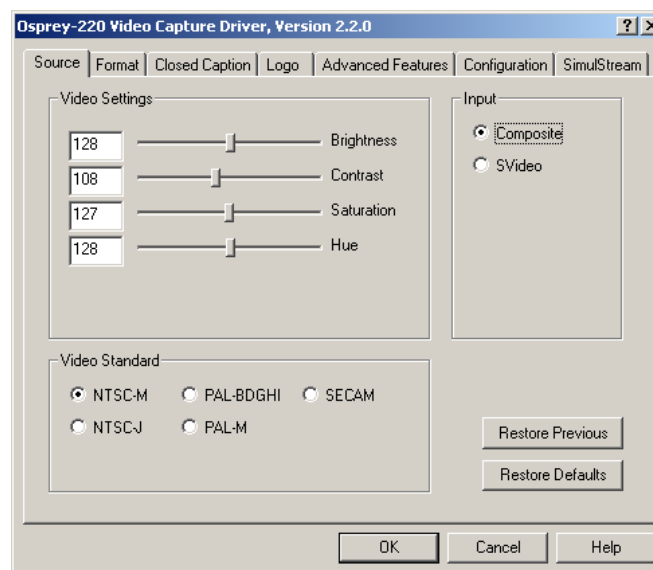 Osprey-220 Video Capture Driver, Version 2.2.0
Source Format Closed Caption Logo Advanced Features Configuration SimulStream
Video Settings
128 Brightness
108 Contrast
127 Saturation
128 Hue
Input
Composite
SVideo
Video Standard
NTSC-M PAL-BDGHI SECAM
NTSC-J PAL-M
Restore Previous
Restore Defaults
OK Cancel Help